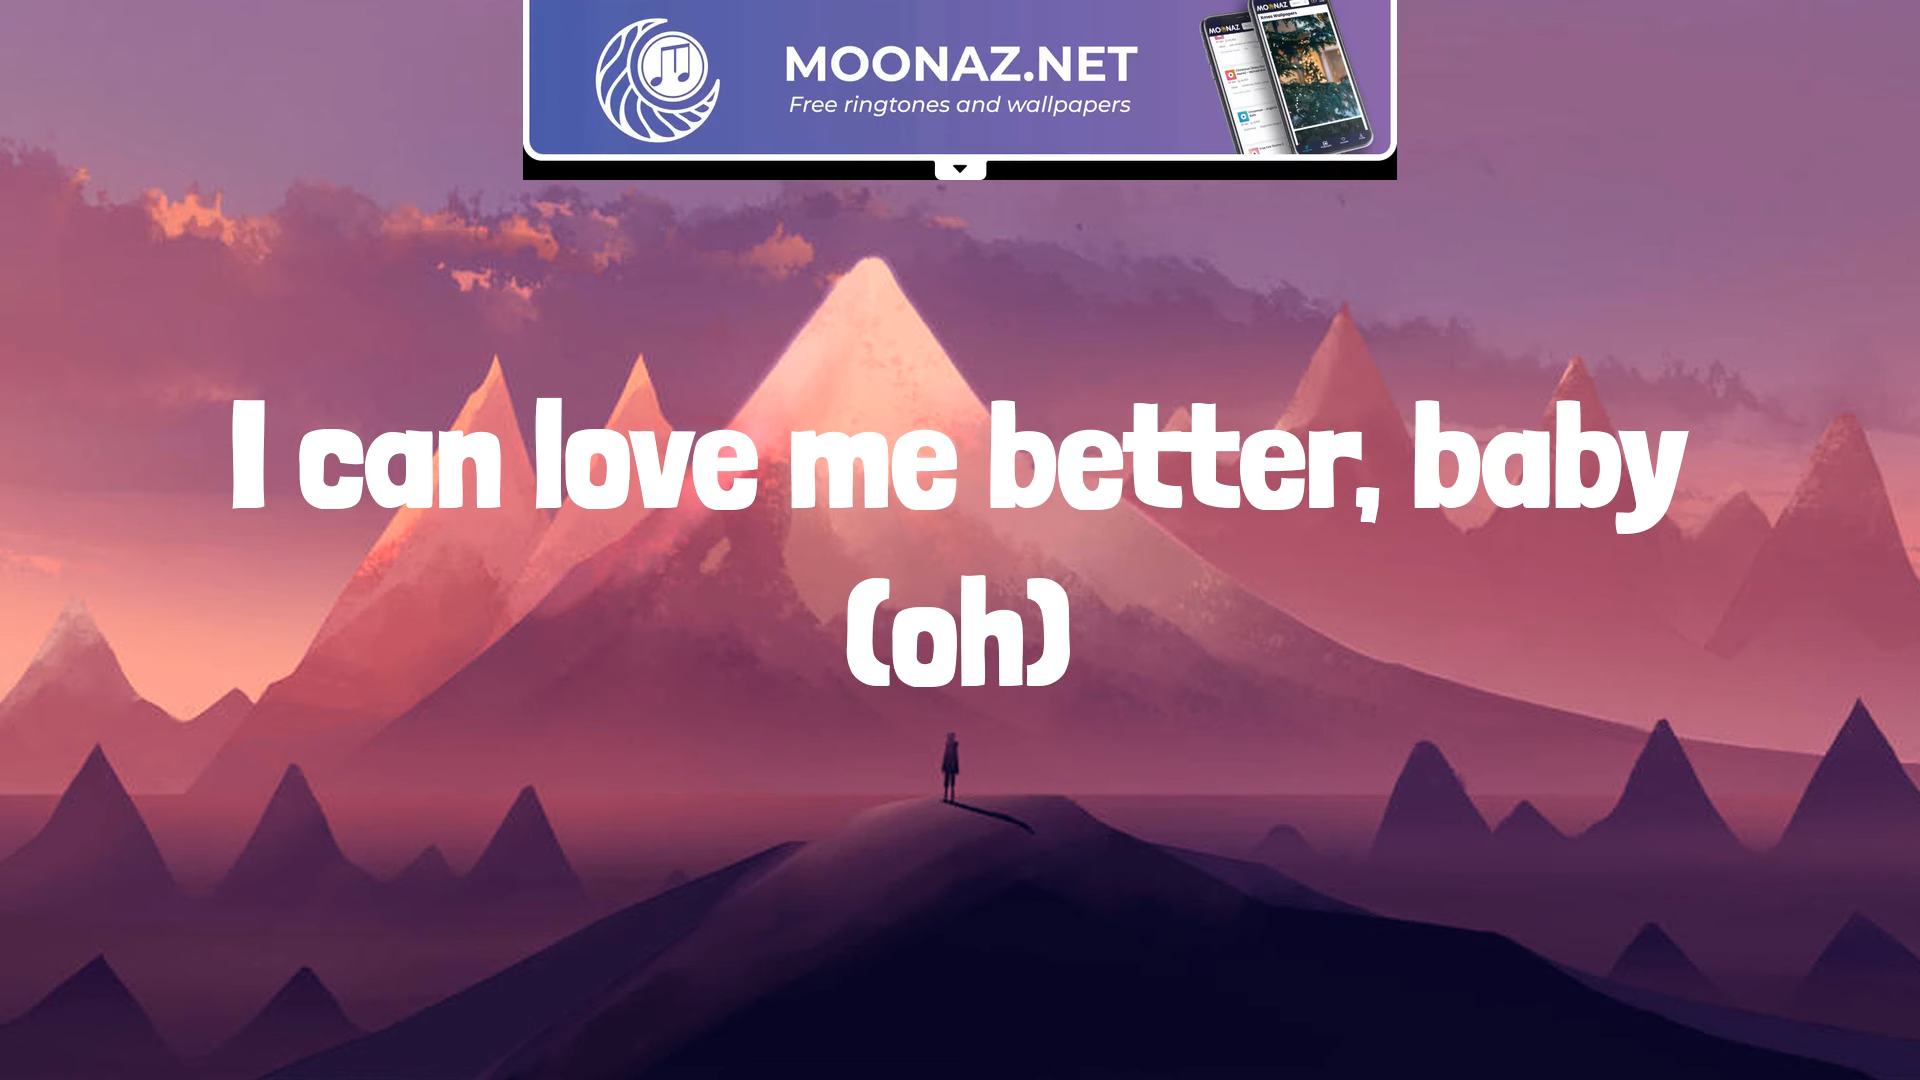 MOONAZ.NET
Free ringtones and wallpapers
I can love me better, baby
(oh)